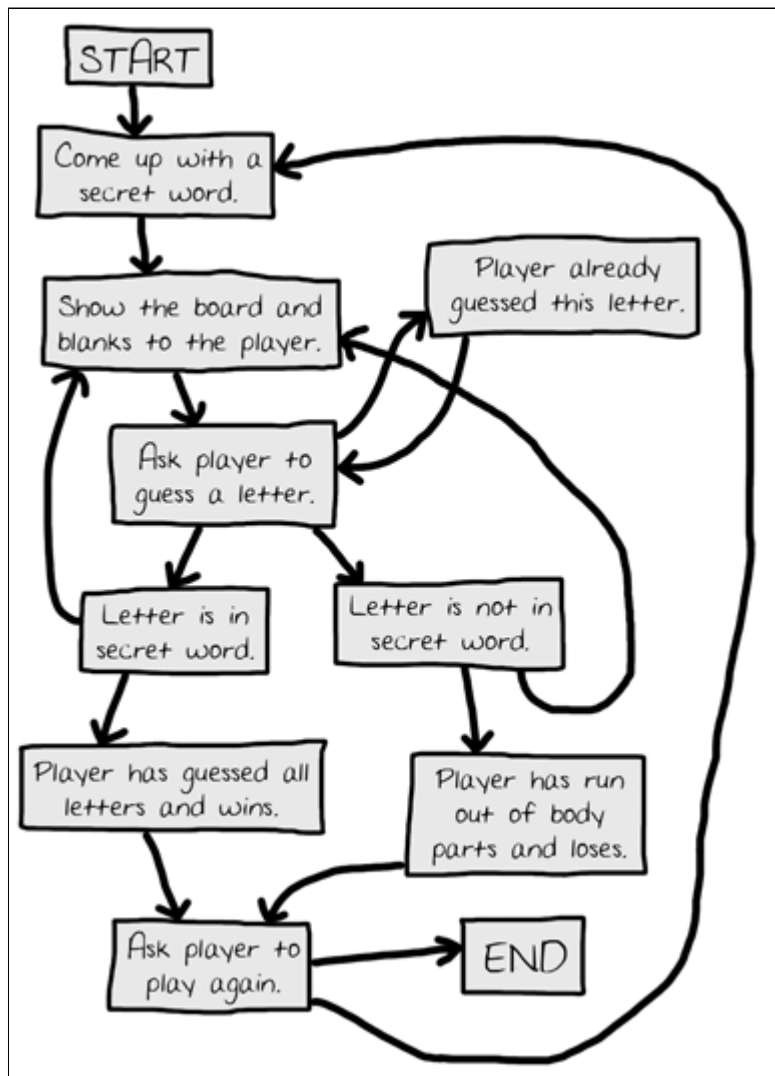 START
Come up with a
secret word.
Show the board and
blanks to the player.
Player already
guessed this letter.
Ask player to
guess a letter.
Letter is in
secret word.
Letter is not in
secret word.
Player has guessed all
letters and wins.
Player has run
out of body
parts and loses.
Ask player to
play again.
END